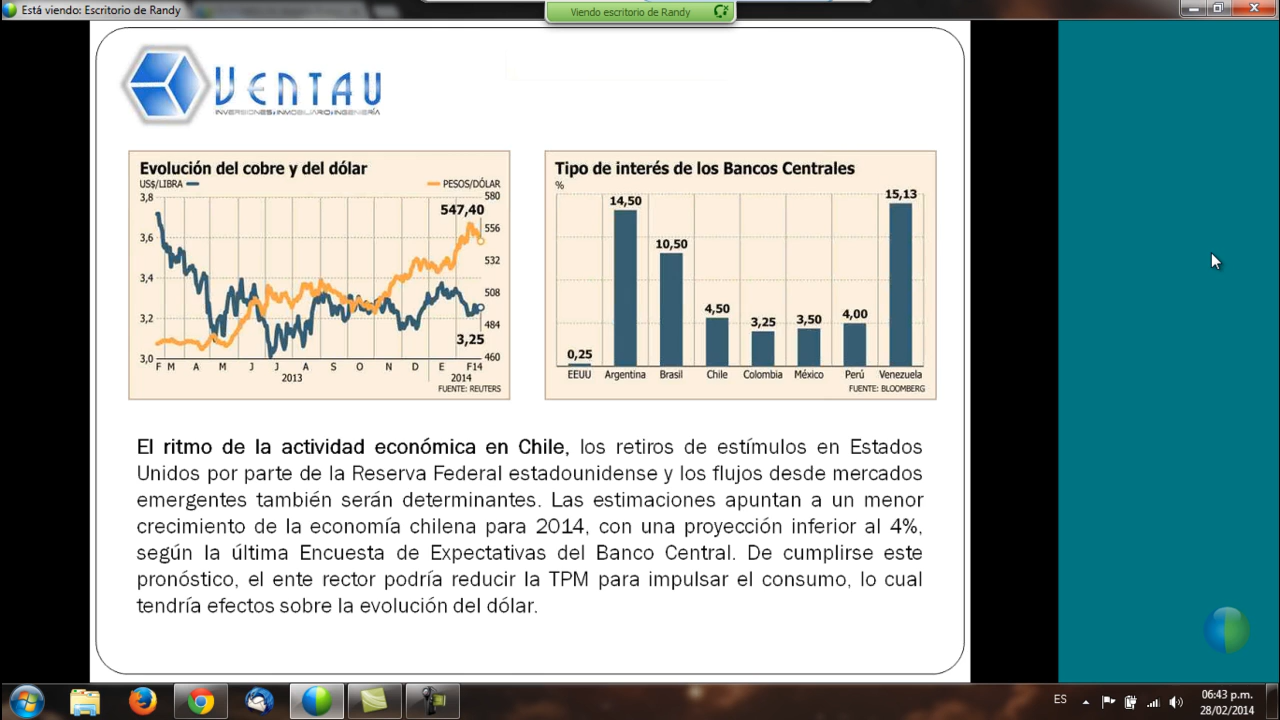 Está viendo: Escritorio de Randy
Viendo escritorio de Randy
VENTAU
INVERSIONES·INMOBILIARIO·INGENIERÍA
Evolución del cobre y del dólar
US$/LIBRA
PESOS/DÓLAR
3,8
3,6
3,4
3,2
3,0
580
556
532
508
484
460
547,40
3,25
F M A M J J A S O N D E F14
2013 2014
FUENTE: REUTERS
Tipo de interés de los Bancos Centrales
%
0,25 14,50 10,50 4,50 3,25 3,50 4,00 15,13
EEUU Argentina Brasil Chile Colombia México Perú Venezuela
FUENTE: BLOOMBERG
El ritmo de la actividad económica en Chile, los retiros de estímulos en Estados
Unidos por parte de la Reserva Federal estadounidense y los flujos desde mercados
emergentes también serán determinantes. Las estimaciones apuntan a un menor
crecimiento de la economía chilena para 2014, con una proyección inferior al 4%,
según la última Encuesta de Expectativas del Banco Central. De cumplirse este
pronóstico, el ente rector podría reducir la TPM para impulsar el consumo, lo cual
tendría efectos sobre la evolución del dólar.
ES
06:43 p.m.
28/02/2014